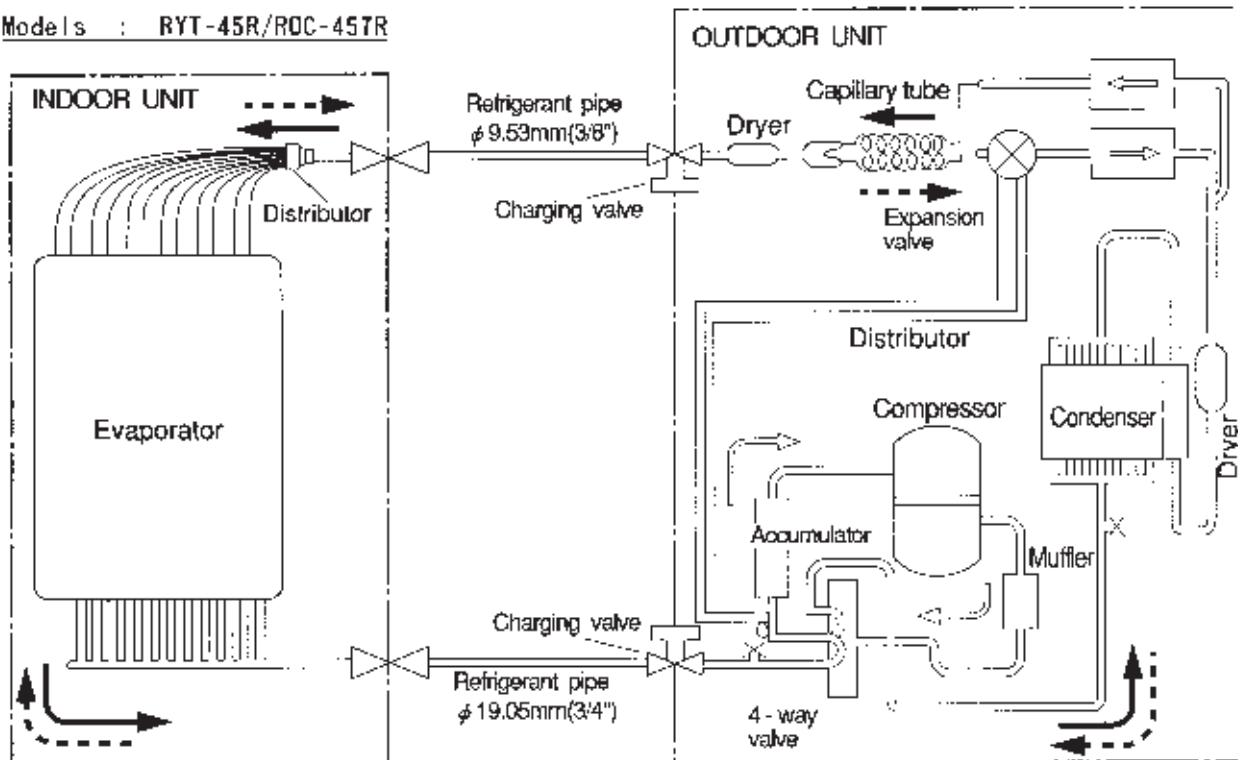 Models : RYT-45R/ROC-457R
OUTDOOR UNIT
INDOOR UNIT
Refrigerant pipe
ϕ 9.53mm(3/8")
Capillary tube
Dryer
Distributor
Charging valve
Expansion
valve
Distributor
Evaporator
Compressor
Condenser
Dryer
Accumulator
Muffler
Charging valve
Refrigerant pipe
ϕ 19.05mm(3/4")
4 - way
valve